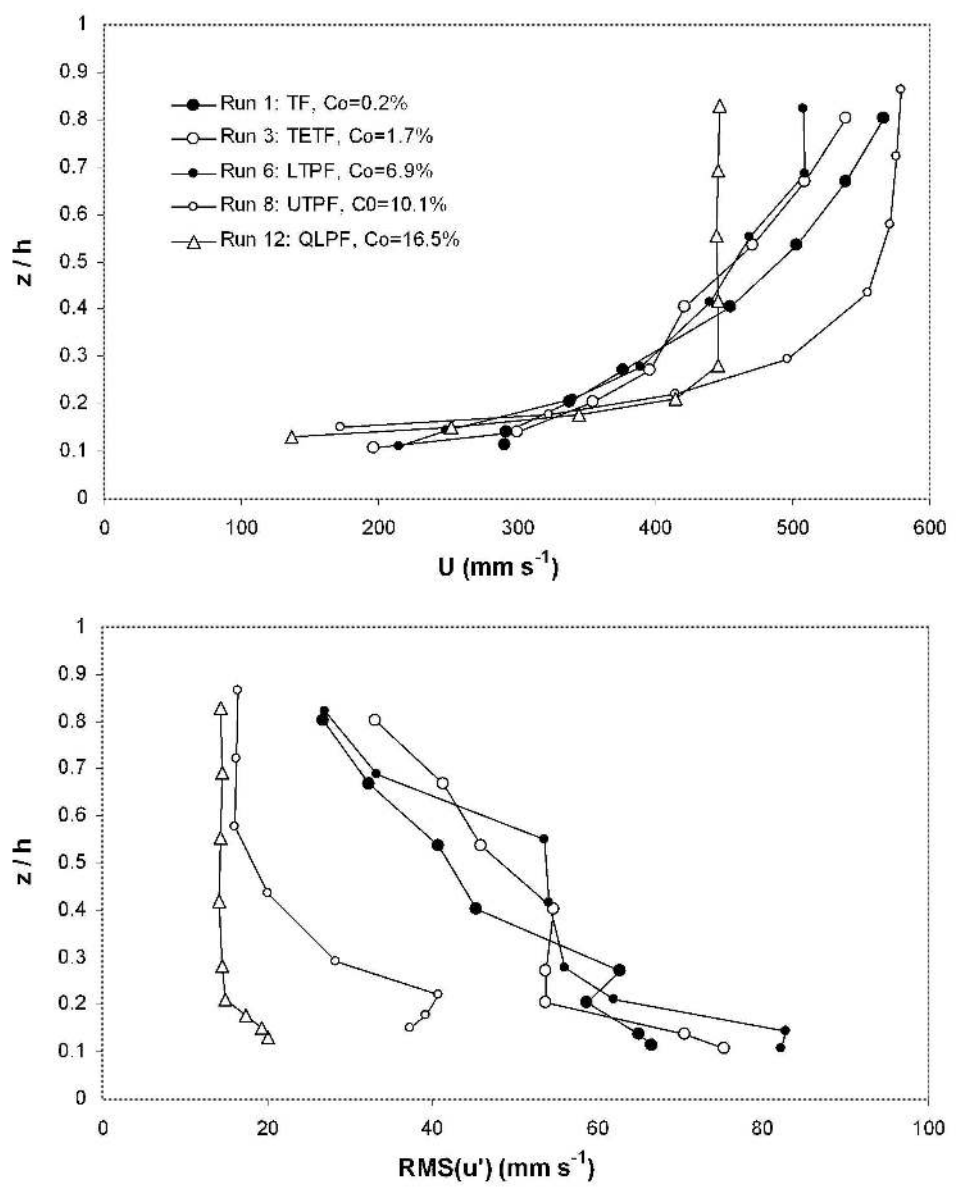 1
0.9
0.8
0.7
0.6
0.5
0.4
0.3
0.2
0.1
0
z / h
Run 1: TF, Co=0.2%
Run 3: TETF, Co=1.7%
Run 6: LTPF, Co=6.9%
Run 8: UTPF, C0=10.1%
Run 12: QLPF, Co=16.5%
0 100 200 300 400 500 600
U (mm s⁻¹)
1
0.9
0.8
0.7
0.6
0.5
0.4
0.3
0.2
0.1
0
z / h
0 20 40 60 80 100
RMS(u') (mm s⁻¹)